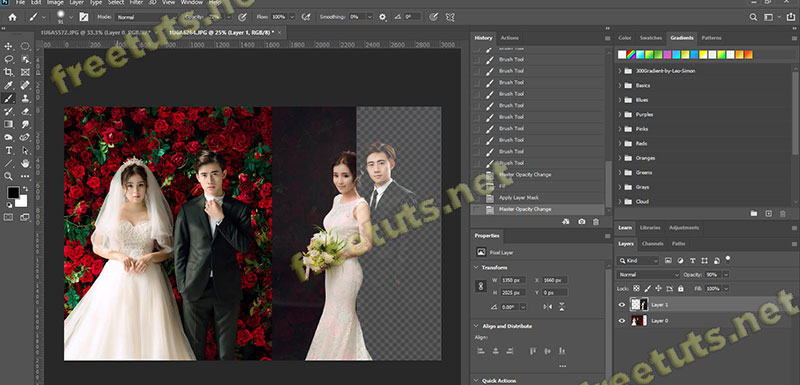 Ps File Edit Image Layer Type Select Filter 3D View Window Help
91 Mode: Normal Opacity: Flow: 100% Smoothing: 0% 0°
1U6A5572.JPG @ 33.3% (Layer 0, RGB/8) *
1U6A5264.JPG @ 25% (Layer 1, RGB/8) *
History Actions
Brush Tool
Brush Tool
Brush Tool
Brush Tool
Brush Tool
Brush Tool
Brush Tool
Brush Tool
Brush Tool
Master Opacity Change
Fill
Apply Layer Mask
Master Opacity Change
Properties
Pixel Layer
Transform
W 1350 px X 1660 px
H 2025 px Y 0 px
0.00°
Align and Distribute
Align:
Quick Actions
Color Swatches Gradients Patterns
300Gradient-by-Leo-Simon
Basics
Blues
Purples
Pinks
Reds
Oranges
Greens
Grays
Cloud
Learn Libraries Adjustments
Layers Channels Paths
Kind
Normal Opacity: 90%
Lock: Fill: 100%
Layer 1
Layer 0
freetuts.net
freetuts.net
freetuts.net